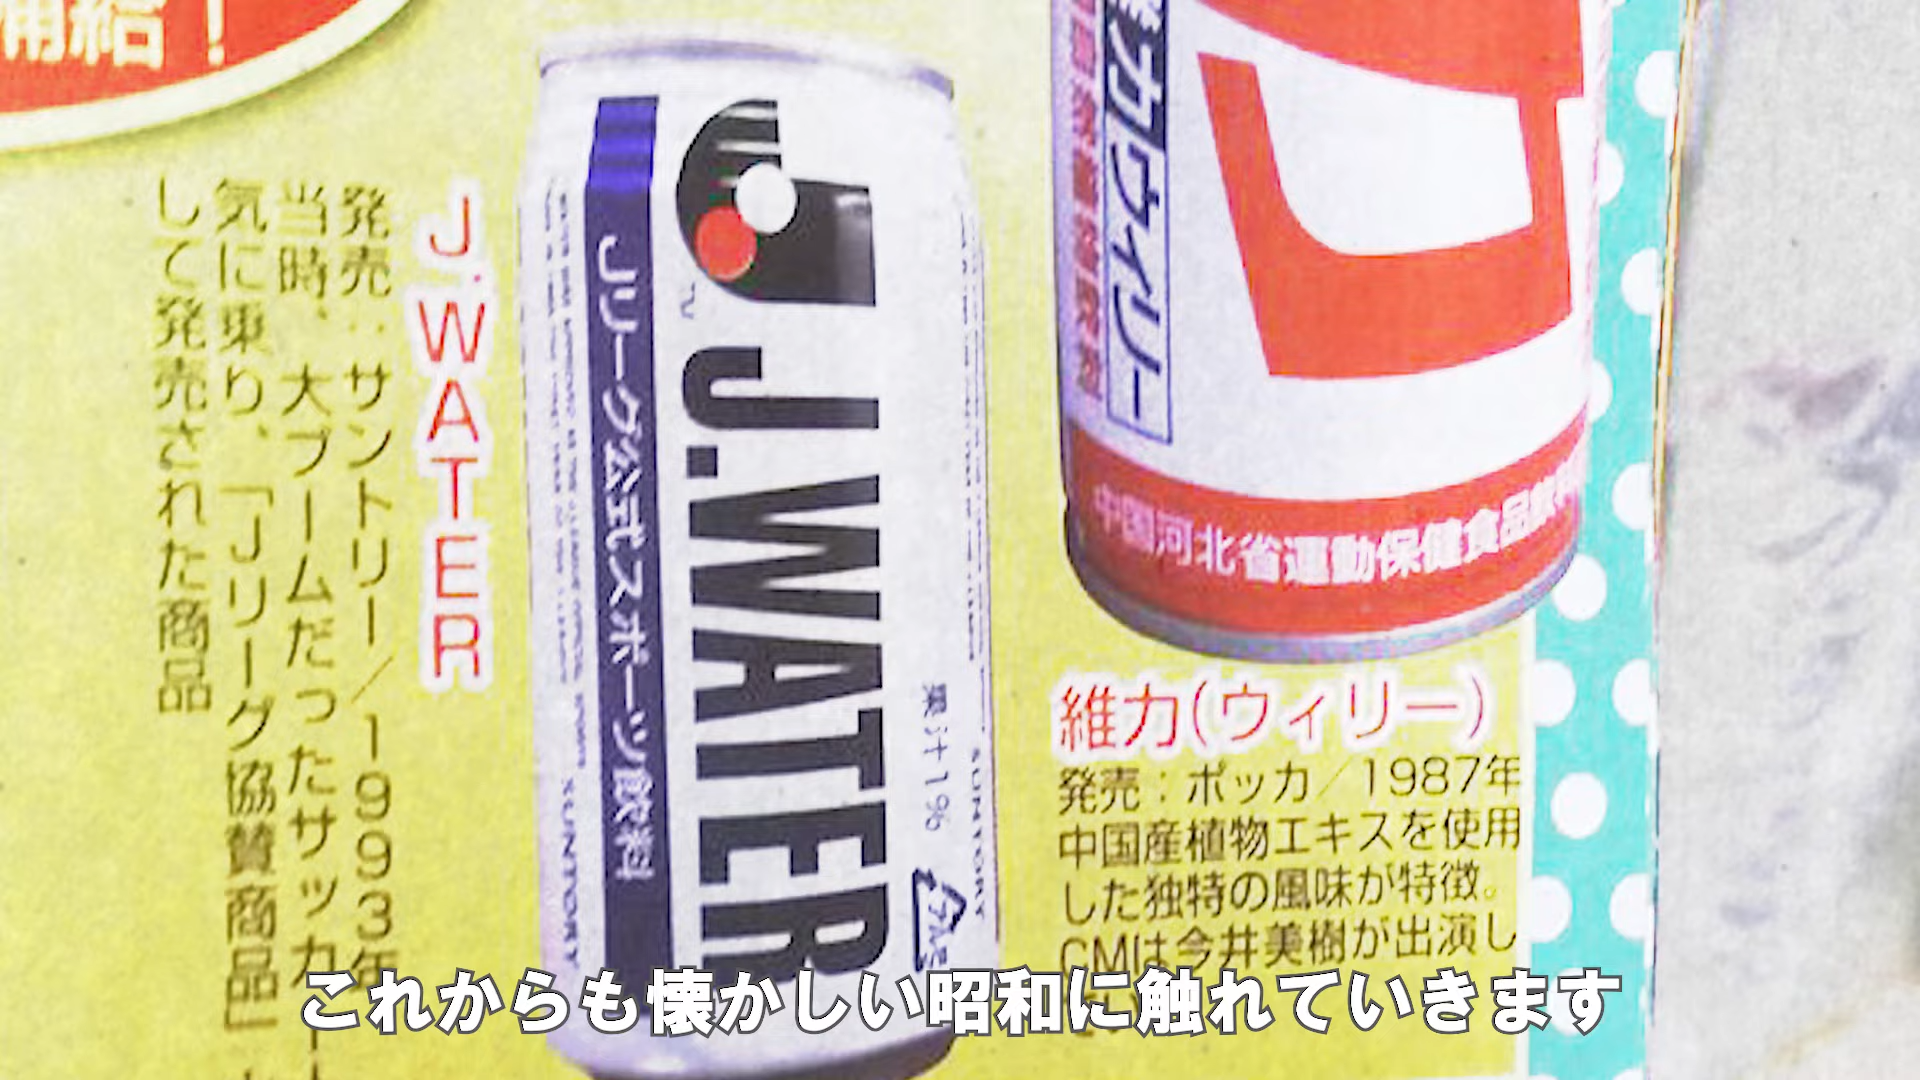 補給！
J.WATER
発売：サントリー／1993年
当時、大ブームだったサッカー
気に乗り、「Jリーグ協賛商品」
して発売された商品
J.WATER
Jリーグ公式スポーツ飲料
果汁1%
SUNTORY
SUNTORY
アルミ
維力ウィリー
中国河北省運動保健食品飲料
維力（ウィリー）
発売：ポッカ／1987年
中国産植物エキスを使用
した独特の風味が特徴。
CMは今井美樹が出演し
これからも懐かしい昭和に触れていきます